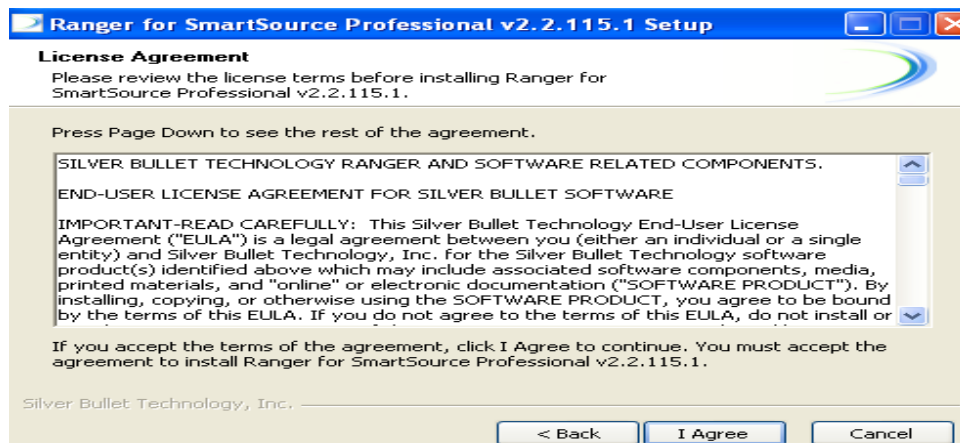 Ranger for SmartSource Professional v2.2.115.1 Setup
License Agreement
Please review the license terms before installing Ranger for
SmartSource Professional v2.2.115.1.
Press Page Down to see the rest of the agreement.
SILVER BULLET TECHNOLOGY RANGER AND SOFTWARE RELATED COMPONENTS.
END-USER LICENSE AGREEMENT FOR SILVER BULLET SOFTWARE
IMPORTANT-READ CAREFULLY: This Silver Bullet Technology End-User License
Agreement ("EULA") is a legal agreement between you (either an individual or a single
entity) and Silver Bullet Technology, Inc. for the Silver Bullet Technology software
product(s) identified above which may include associated software components, media,
printed materials, and "online" or electronic documentation ("SOFTWARE PRODUCT"). By
installing, copying, or otherwise using the SOFTWARE PRODUCT, you agree to be bound
by the terms of this EULA. If you do not agree to the terms of this EULA, do not install or
If you accept the terms of the agreement, click I Agree to continue. You must accept the
agreement to install Ranger for SmartSource Professional v2.2.115.1.
Silver Bullet Technology, Inc.
< Back I Agree Cancel